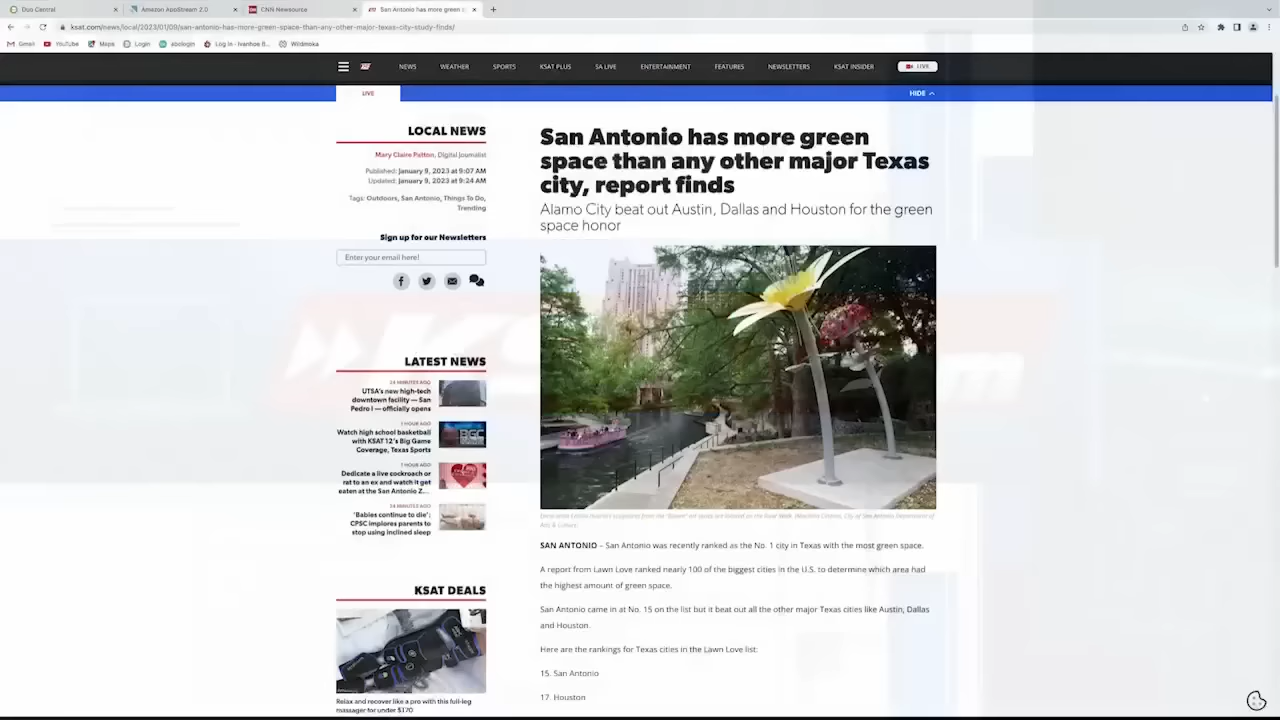 Duo Central
Amazon AppStream 2.0
CNN Newsource
San Antonio has more green s
ksat.com/news/local/2023/01/09/san-antonio-has-more-green-space-than-any-other-major-texas-city-study-finds/
Gmail YouTube Maps Login abologin Log In - Ivanhoe B... Wildmoka
NEWS WEATHER SPORTS KSAT PLUS SA LIVE ENTERTAINMENT FEATURES NEWSLETTERS KSAT INSIDER LIVE
LIVE
HIDE
LOCAL NEWS
Mary Claire Patton, Digital Journalist
Published: January 9, 2023 at 9:07 AM
Updated: January 9, 2023 at 9:24 AM
Tags: Outdoors, San Antonio, Things To Do,
Trending
Sign up for our Newsletters
Enter your email here!
LATEST NEWS
24 MINUTES AGO
UTSA's new high-tech
downtown facility — San
Pedro I — officially opens
1 HOUR AGO
Watch high school basketball
with KSAT 12's Big Game
Coverage, Texas Sports
1 HOUR AGO
Dedicate a live cockroach or
rat to an ex and watch it get
eaten at the San Antonio Z...
54 MINUTES AGO
'Babies continue to die':
CPSC implores parents to
stop using inclined sleep
KSAT DEALS
Relax and recover like a pro with this full-leg
massager for under $170
San Antonio has more green
space than any other major Texas
city, report finds
Alamo City beat out Austin, Dallas and Houston for the green
space honor
SAN ANTONIO – San Antonio was recently ranked as the No. 1 city in Texas with the most green space.
A report from Lawn Love ranked nearly 100 of the biggest cities in the U.S. to determine which area had
the highest amount of green space.
San Antonio came in at No. 15 on the list but it beat out all the other major Texas cities like Austin, Dallas
and Houston.
Here are the rankings for Texas cities in the Lawn Love list:
15. San Antonio
17. Houston